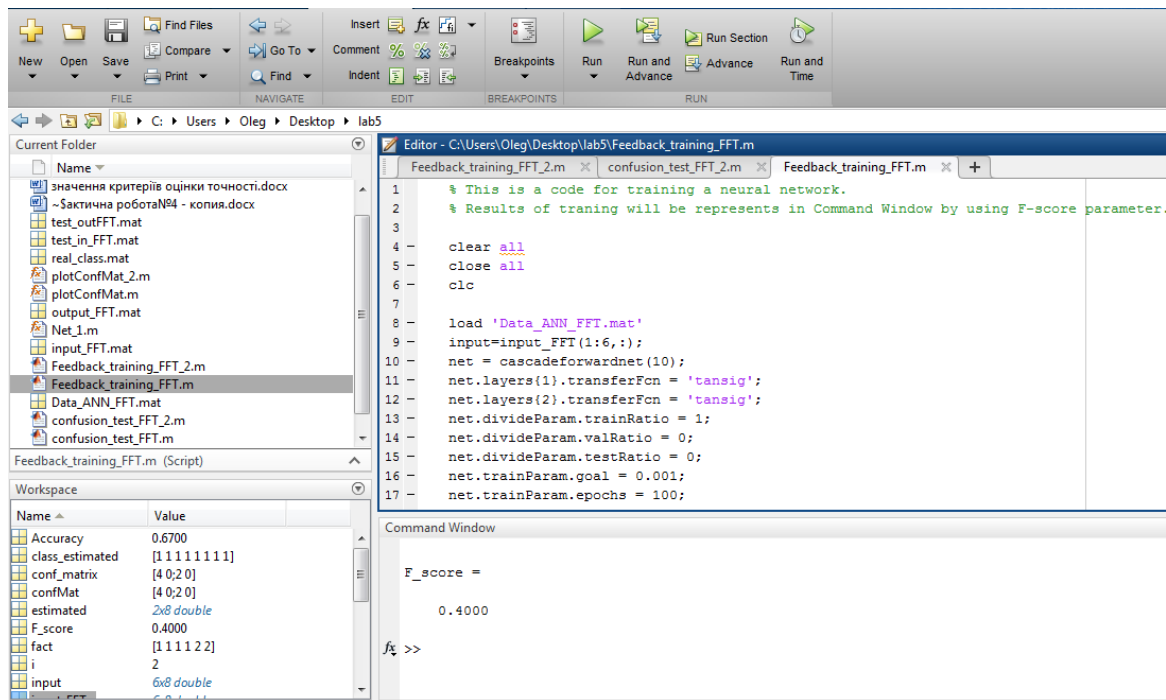 New
Open
Save
Find Files
Compare
Print
FILE
Go To
Find
NAVIGATE
Insert fx
Comment
Indent
EDIT
Breakpoints
BREAKPOINTS
Run
Run and Advance
Run Section
Advance
Run and Time
RUN
C: Users Oleg Desktop lab5
Current Folder
Name
значення критеріїв оцінки точності.docx
~$актична роботаNº4 - копия.docx
test_outFFT.mat
test_in_FFT.mat
real_class.mat
plotConfMat_2.m
plotConfMat.m
output_FFT.mat
Net_1.m
input_FFT.mat
Feedback_training_FFT_2.m
Feedback_training_FFT.m
Data_ANN_FFT.mat
confusion_test_FFT_2.m
confusion_test_FFT.m
Feedback_training_FFT.m (Script)
Workspace
Name Value
Accuracy 0.6700
class_estimated [1 1 1 1 1 1 1 1]
conf_matrix [4 0;2 0]
confMat [4 0;2 0]
estimated 2x8 double
F_score 0.4000
fact [1 1 1 1 2 2]
i 2
input 6x8 double
Editor - C:\Users\Oleg\Desktop\lab5\Feedback_training_FFT.m
Feedback_training_FFT_2.m × confusion_test_FFT_2.m × Feedback_training_FFT.m × +
1 % This is a code for training a neural network.
2 % Results of traning will be represents in Command Window by using F-score parameter.
3
4 – clear all
5 – close all
6 – clc
7
8 – load 'Data_ANN_FFT.mat'
9 – input=input_FFT(1:6,:);
10 – net = cascadeforwardnet(10);
11 – net.layers{1}.transferFcn = 'tansig';
12 – net.layers{2}.transferFcn = 'tansig';
13 – net.divideParam.trainRatio = 1;
14 – net.divideParam.valRatio = 0;
15 – net.divideParam.testRatio = 0;
16 – net.trainParam.goal = 0.001;
17 – net.trainParam.epochs = 100;
Command Window
F_score =
0.4000
fx >>